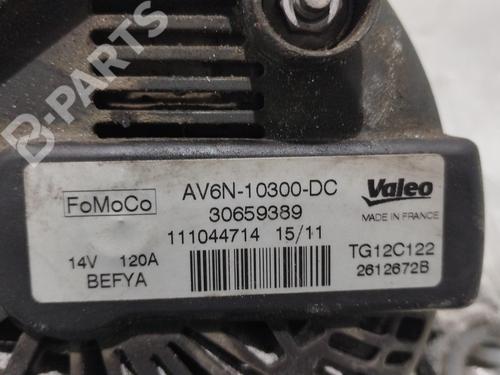 B-PARTS
FoMoCo
AV6N-10300-DC
30659389
111044714 15/11
14V 120A
BEFYA
Valeo
MADE IN FRANCE
TG12C122
2612672B